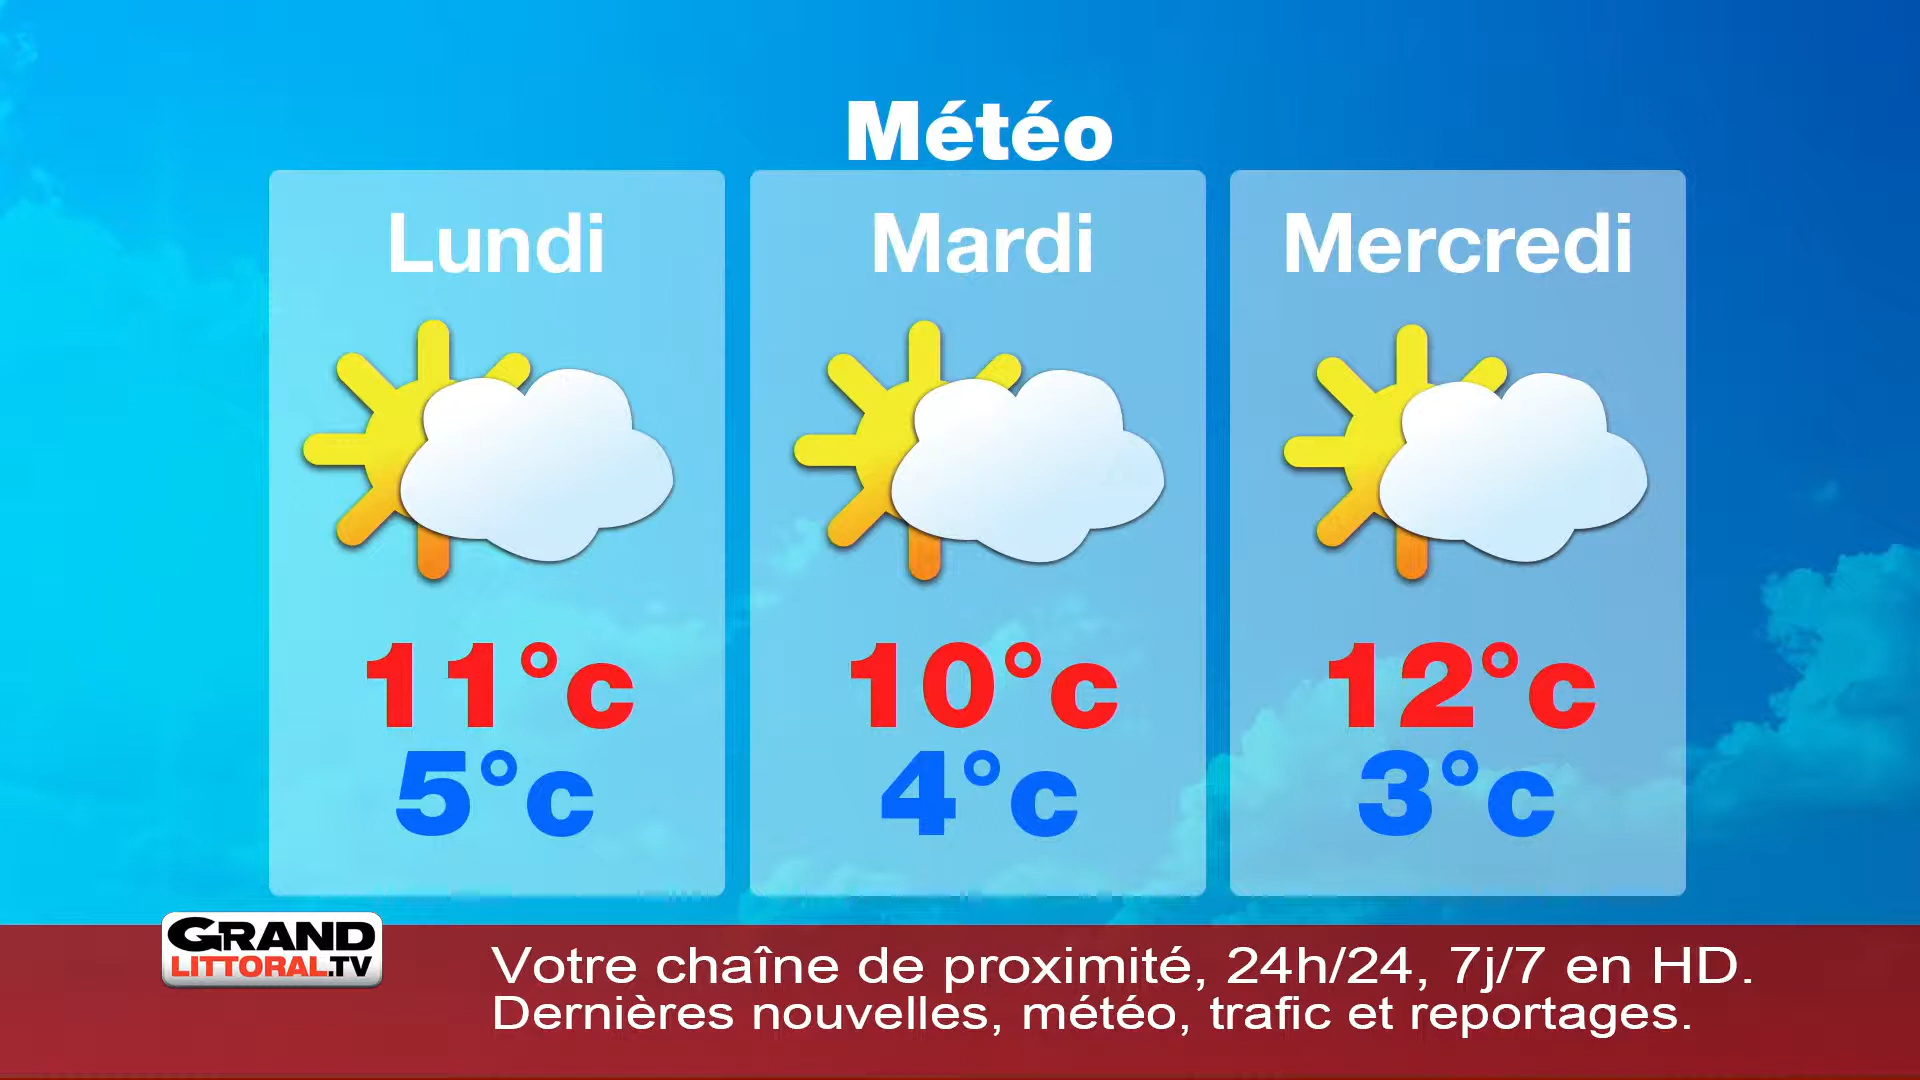 Météo
Lundi
Mardi
Mercredi
11°c
10°c
12°c
5°c
4°c
3°c
GRAND
LITTORAL.TV
Votre chaîne de proximité, 24h/24, 7j/7 en HD.
Dernières nouvelles, météo, trafic et reportages.